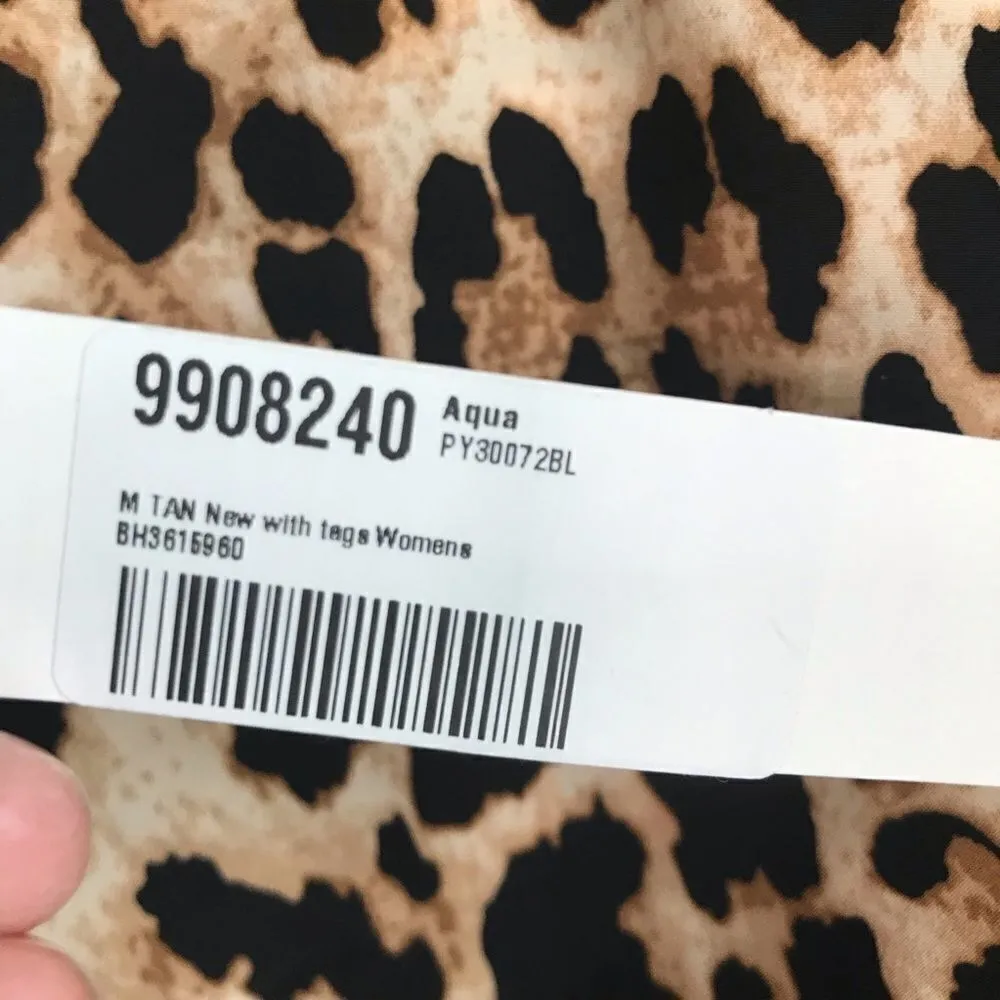 9908240
Aqua
PY30072BL
M TAN New with tags Womens
BH3615960